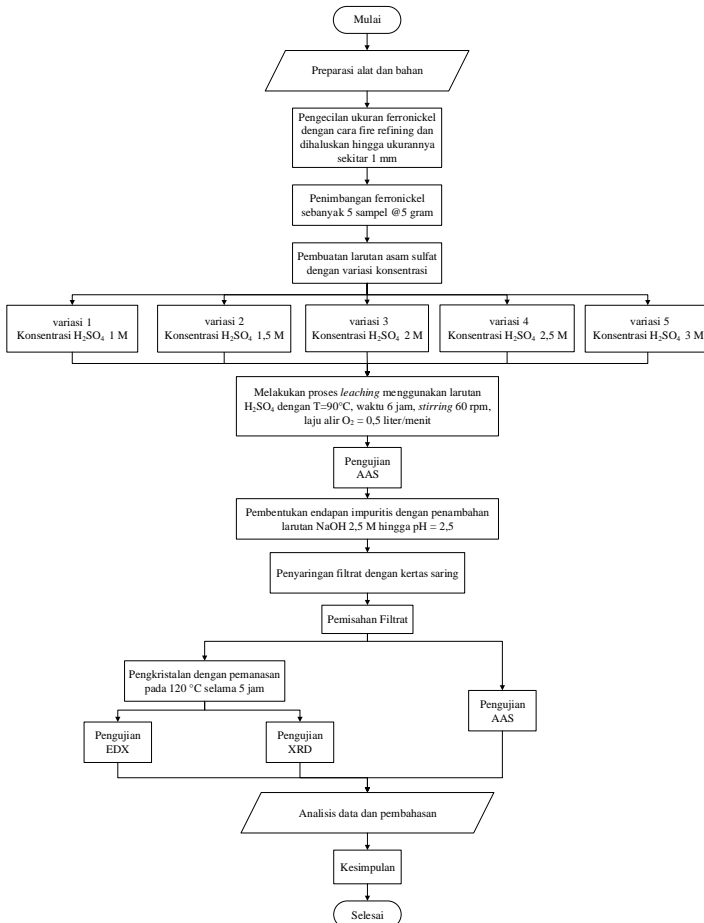 Mulai
Preparasi alat dan bahan
Pengecilan ukuran ferronickel
dengan cara fire refining dan
dihaluskan hingga ukurannya
sekitar 1 mm
Penimbangan ferronickel
sebanyak 5 sampel @5 gram
Pembuatan larutan asam sulfat
dengan variasi konsentrasi
variasi 1
Konsentrasi H₂SO₄ 1 M
variasi 2
Konsentrasi H₂SO₄ 1,5 M
variasi 3
Konsentrasi H₂SO₄ 2 M
variasi 4
Konsentrasi H₂SO₄ 2,5 M
variasi 5
Konsentrasi H₂SO₄ 3 M
Melakukan proses leaching menggunakan larutan
H₂SO₄ dengan T=90°C, waktu 6 jam, stirring 60 rpm,
laju alir O₂ = 0,5 liter/menit
Pengujian
AAS
Pembentukan endapan impuritis dengan penambahan
larutan NaOH 2,5 M hingga pH = 2,5
Penyaringan filtrat dengan kertas saring
Pemisahan Filtrat
Pengkristalan dengan pemanasan
pada 120 °C selama 5 jam
Pengujian
EDX
Pengujian
XRD
Pengujian
AAS
Analisis data dan pembahasan
Kesimpulan
Selesai